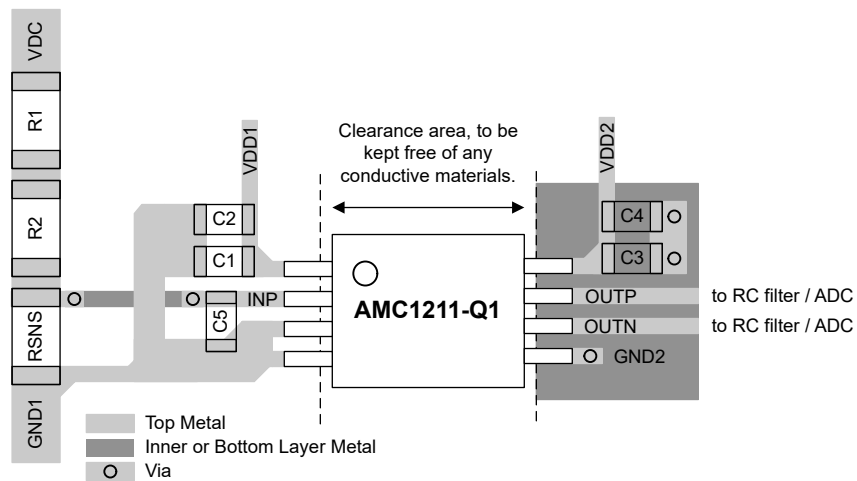 VDC
R1
R2
RSNS
GND1
VDD1
C2
C1
C5
INP
Clearance area, to be
kept free of any
conductive materials.
AMC1211-Q1
VDD2
C4
C3
OUTP
to RC filter / ADC
OUTN
to RC filter / ADC
GND2
Top Metal
Inner or Bottom Layer Metal
Via